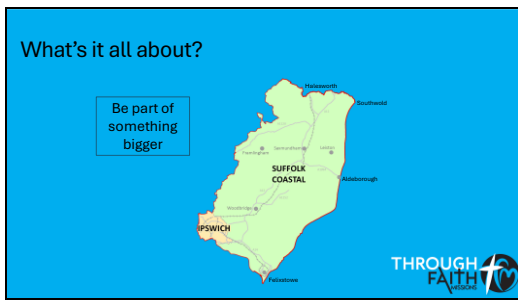 What's it all about?
Be part of
something
bigger
Halesworth
Southwold
Framlingham
Saxmundham
Leiston
SUFFOLK
COASTAL
Aldeborough
Woodbridge
IPSWICH
Felixstowe
THROUGH
FAITH
MISSIONS